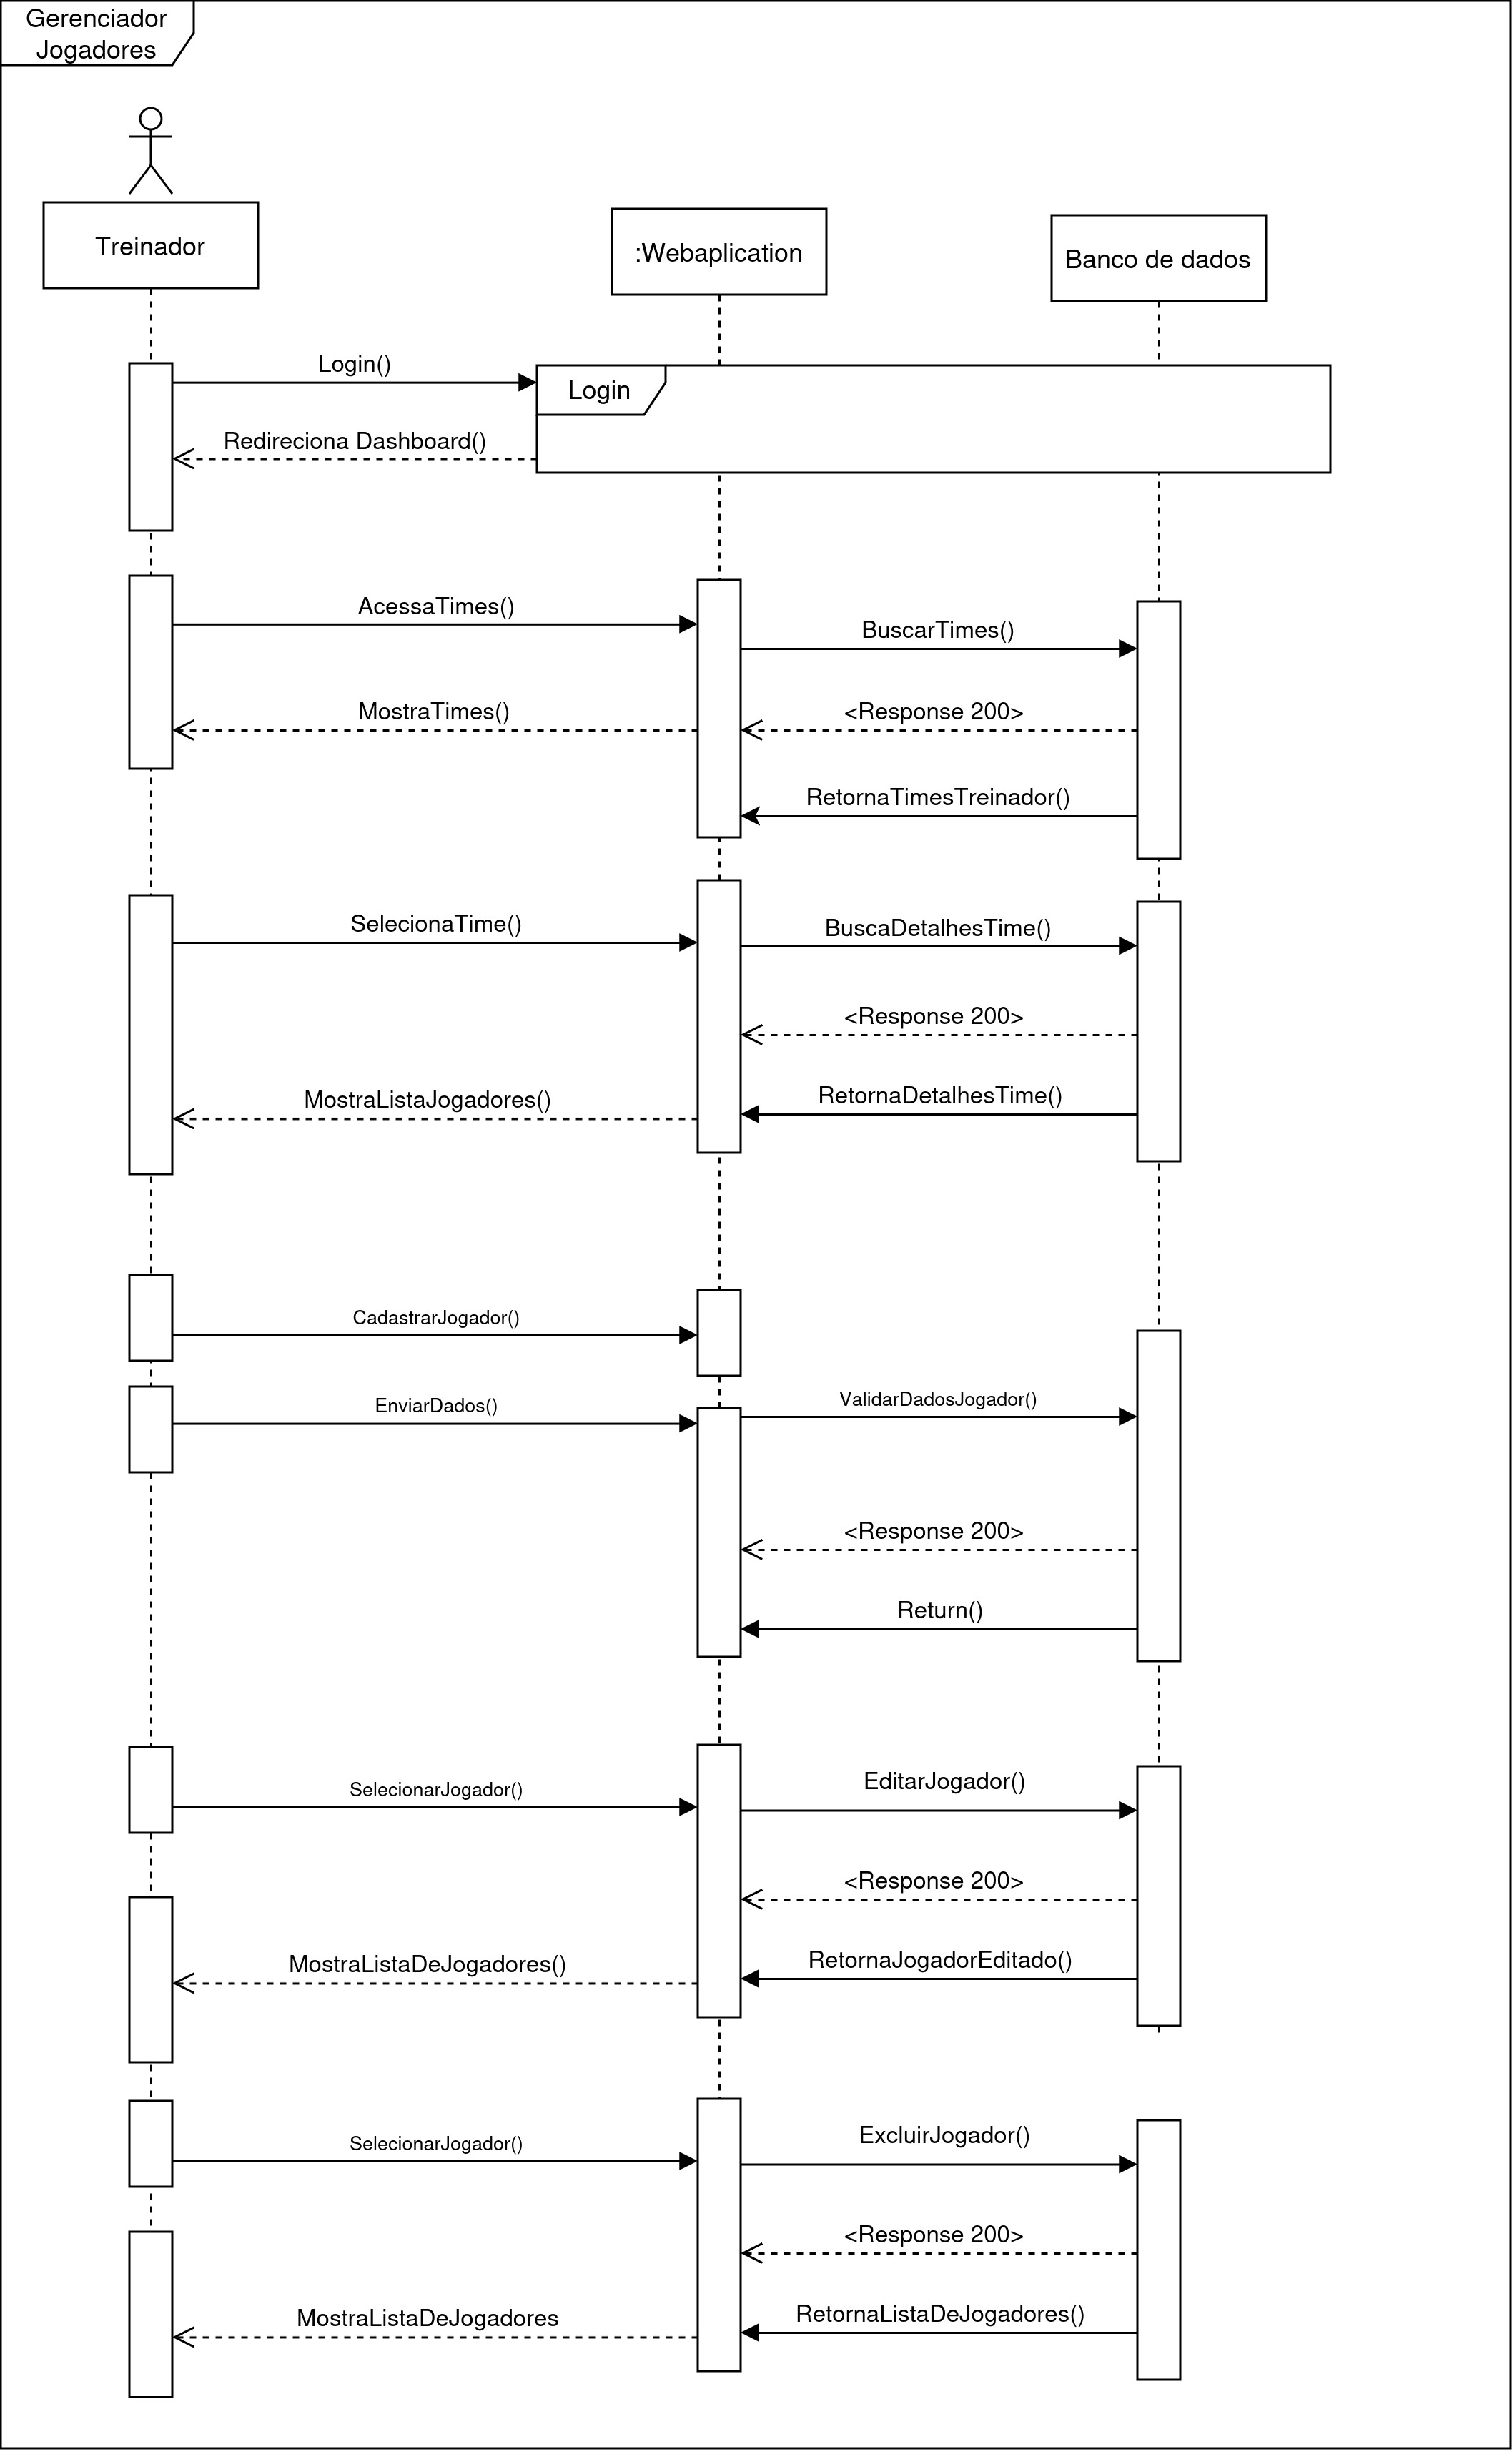 Gerenciador
Jogadores
Treinador
:Webaplication
Banco de dados
Login()
Login
Redireciona Dashboard()
AcessaTimes()
BuscarTimes()
MostraTimes()
<Response 200>
RetornaTimesTreinador()
SelecionaTime()
BuscaDetalhesTime()
<Response 200>
MostraListaJogadores()
RetornaDetalhesTime()
CadastrarJogador()
EnviarDados()
ValidarDadosJogador()
<Response 200>
Return()
SelecionarJogador()
EditarJogador()
<Response 200>
MostraListaDeJogadores()
RetornaJogadorEditado()
SelecionarJogador()
ExcluirJogador()
<Response 200>
MostraListaDeJogadores
RetornaListaDeJogadores()